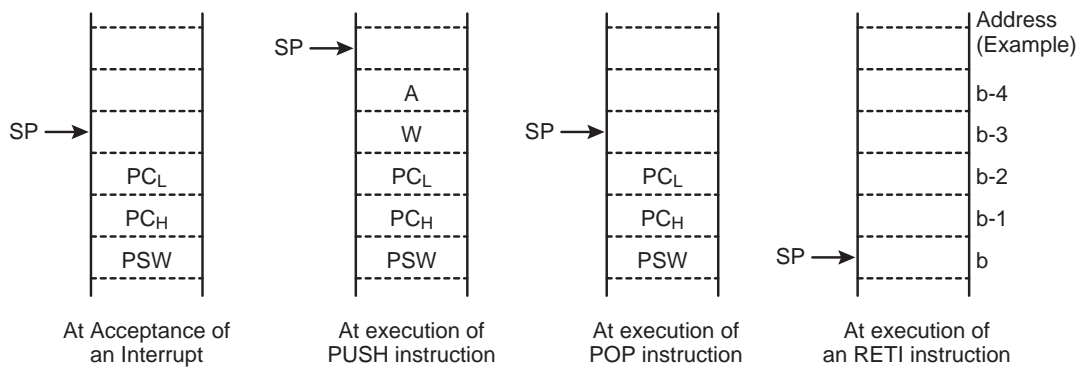 Address
(Example)
SP
A
b-4
SP
W
SP
b-3
PCL
PCL
PCL
b-2
PCH
PCH
PCH
b-1
PSW
PSW
PSW
SP
b
At Acceptance of
an Interrupt
At execution of
PUSH instruction
At execution of
POP instruction
At execution of
an RETI instruction